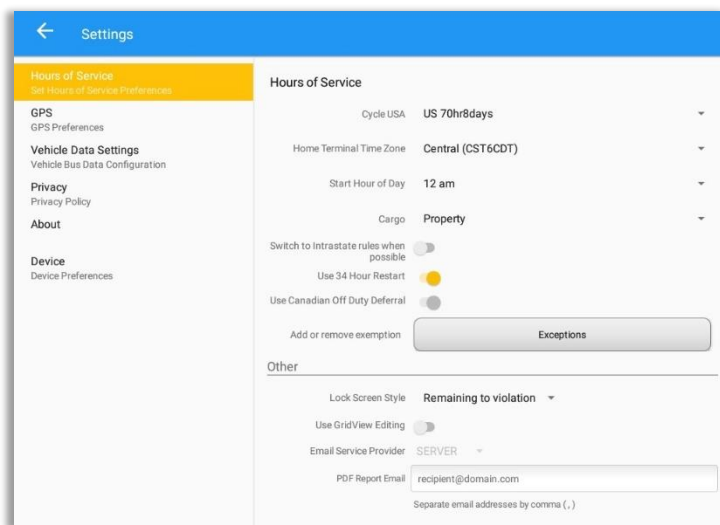 Settings
Hours of Service
Set Hours of Service Preferences
GPS
GPS Preferences
Vehicle Data Settings
Vehicle Bus Data Configuration
Privacy
Privacy Policy
About
Device
Device Preferences
Hours of Service
Cycle USA US 70hr8days
Home Terminal Time Zone Central (CST6CDT)
Start Hour of Day 12 am
Cargo Property
Switch to Intrastate rules when
possible
Use 34 Hour Restart
Use Canadian Off Duty Deferral
Add or remove exemption Exceptions
Other
Lock Screen Style Remaining to violation
Use GridView Editing
Email Service Provider SERVER
PDF Report Email recipient@domain.com
Separate email addresses by comma ( , )